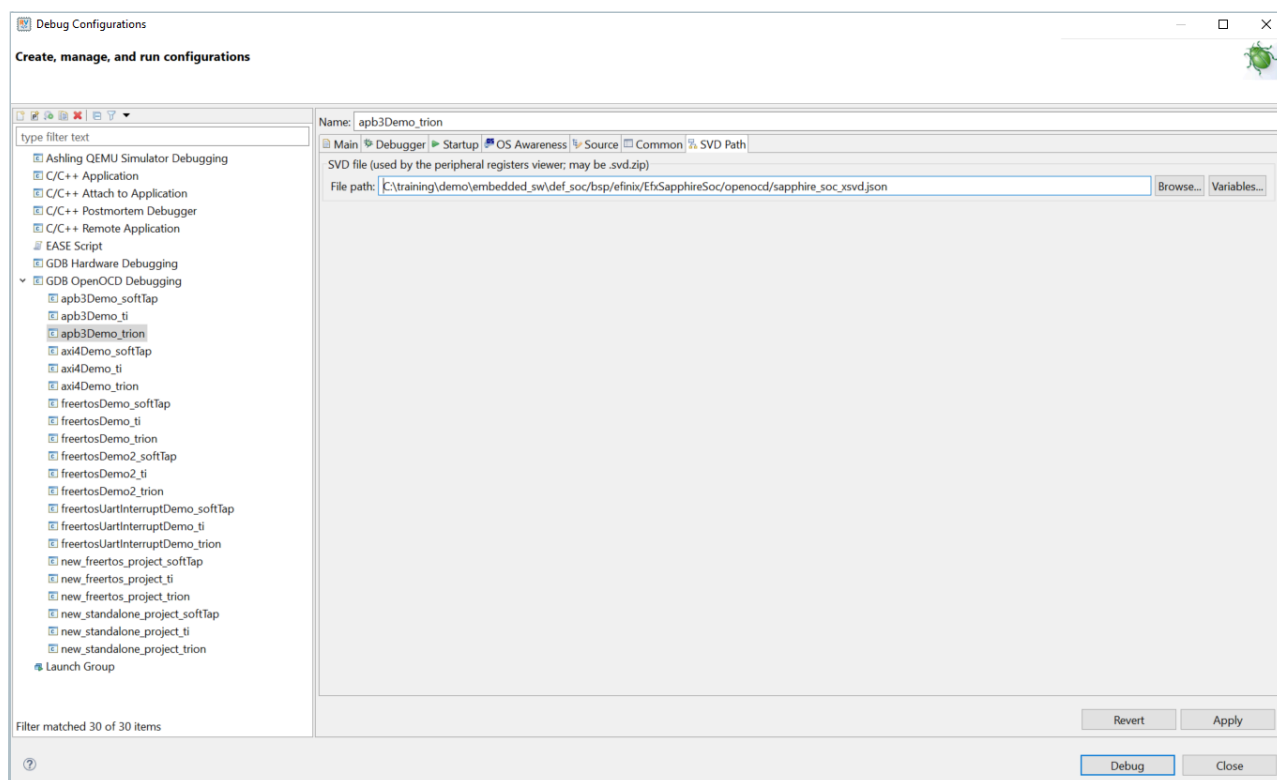 Debug Configurations
Create, manage, and run configurations
type filter text
Ashling QEMU Simulator Debugging
C/C++ Application
C/C++ Attach to Application
C/C++ Postmortem Debugger
C/C++ Remote Application
EASE Script
GDB Hardware Debugging
GDB OpenOCD Debugging
apb3Demo_softTap
apb3Demo_ti
apb3Demo_trion
axi4Demo_softTap
axi4Demo_ti
axi4Demo_trion
freertosDemo_softTap
freertosDemo_ti
freertosDemo_trion
freertosDemo2_softTap
freertosDemo2_ti
freertosDemo2_trion
freertosUartInterruptDemo_softTap
freertosUartInterruptDemo_ti
freertosUartInterruptDemo_trion
new_freertos_project_softTap
new_freertos_project_ti
new_freertos_project_trion
new_standalone_project_softTap
new_standalone_project_ti
new_standalone_project_trion
Launch Group
Filter matched 30 of 30 items
Name: apb3Demo_trion
Main Debugger Startup OS Awareness Source Common SVD Path
SVD file (used by the peripheral registers viewer; may be .svd.zip)
File path: C:\training\demo\embedded_sw\def_soc/bsp/efinix/EfxSapphireSoc/openocd/sapphire_soc_xsvd.json Browse... Variables...
Revert Apply
Debug Close